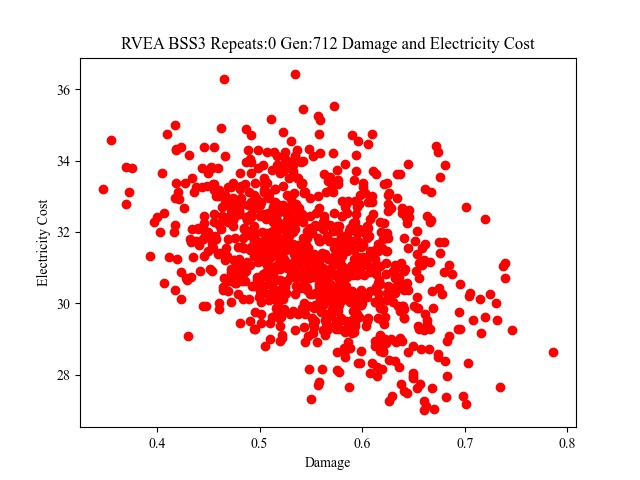 RVEA BSS3 Repeats:0 Gen:712 Damage and Electricity Cost
36
34
32
30
28
Electricity Cost
0.4 0.5 0.6 0.7 0.8
Damage